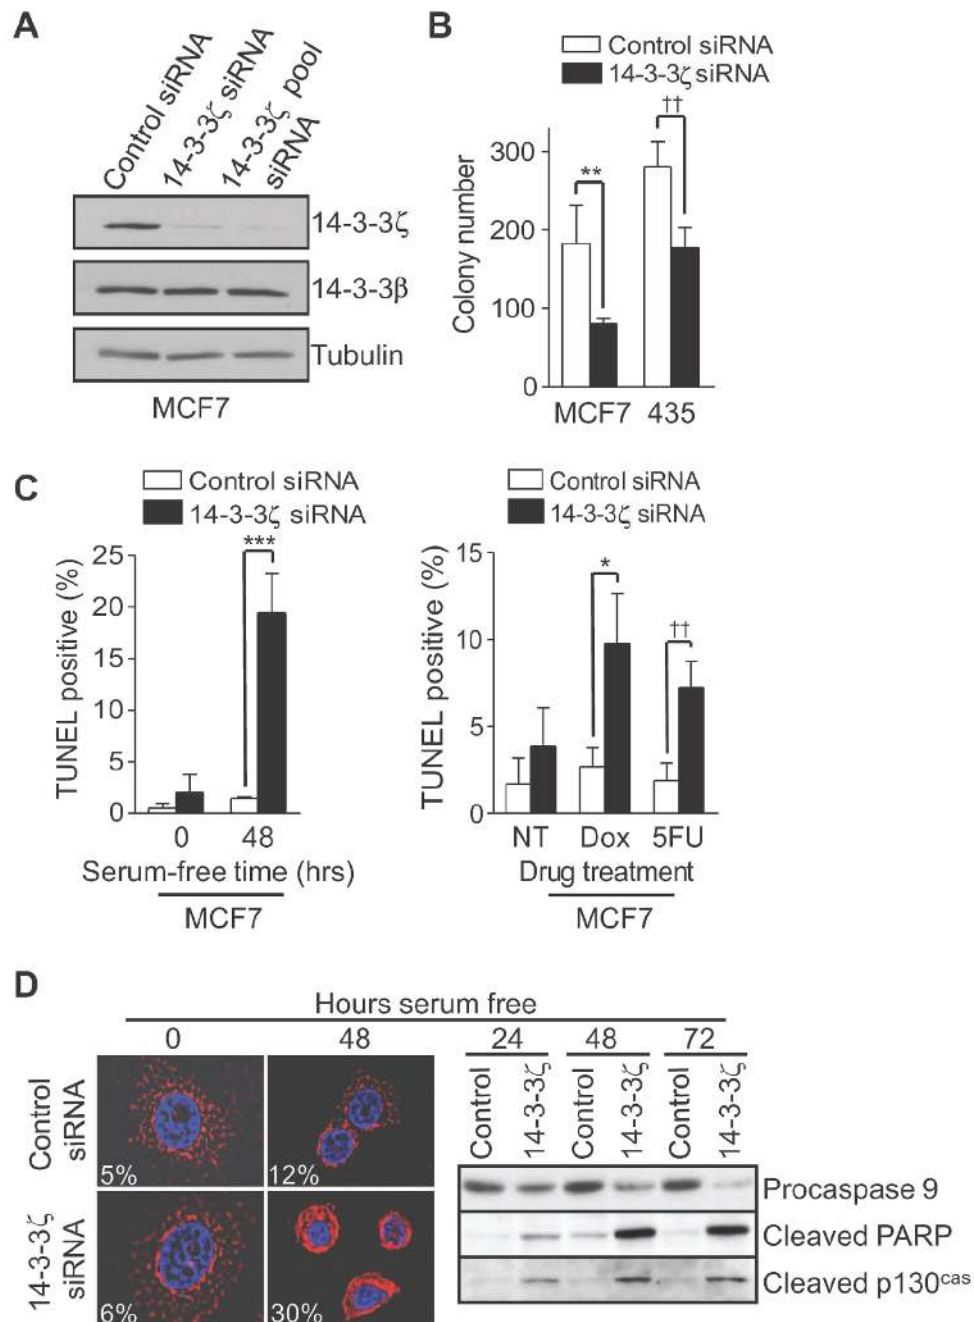 A
Control siRNA
14-3-3ζ siRNA
14-3-3ζ pool
siRNA
14-3-3ζ
14-3-3β
Tubulin
MCF7
B
Control siRNA
14-3-3ζ siRNA
Colony number
300
200
100
0
**
††
MCF7 435
C
Control siRNA
14-3-3ζ siRNA
TUNEL positive (%)
25
20
15
10
5
0
***
0 48
Serum-free time (hrs)
MCF7
Control siRNA
14-3-3ζ siRNA
TUNEL positive (%)
15
10
5
0
*
††
NT Dox 5FU
Drug treatment
MCF7
D
Hours serum free
0 48 24 48 72
Control
siRNA
14-3-3ζ
siRNA
5% 12%
6% 30%
Control 14-3-3ζ Control 14-3-3ζ Control 14-3-3ζ
Procaspase 9
Cleaved PARP
Cleaved p130cas